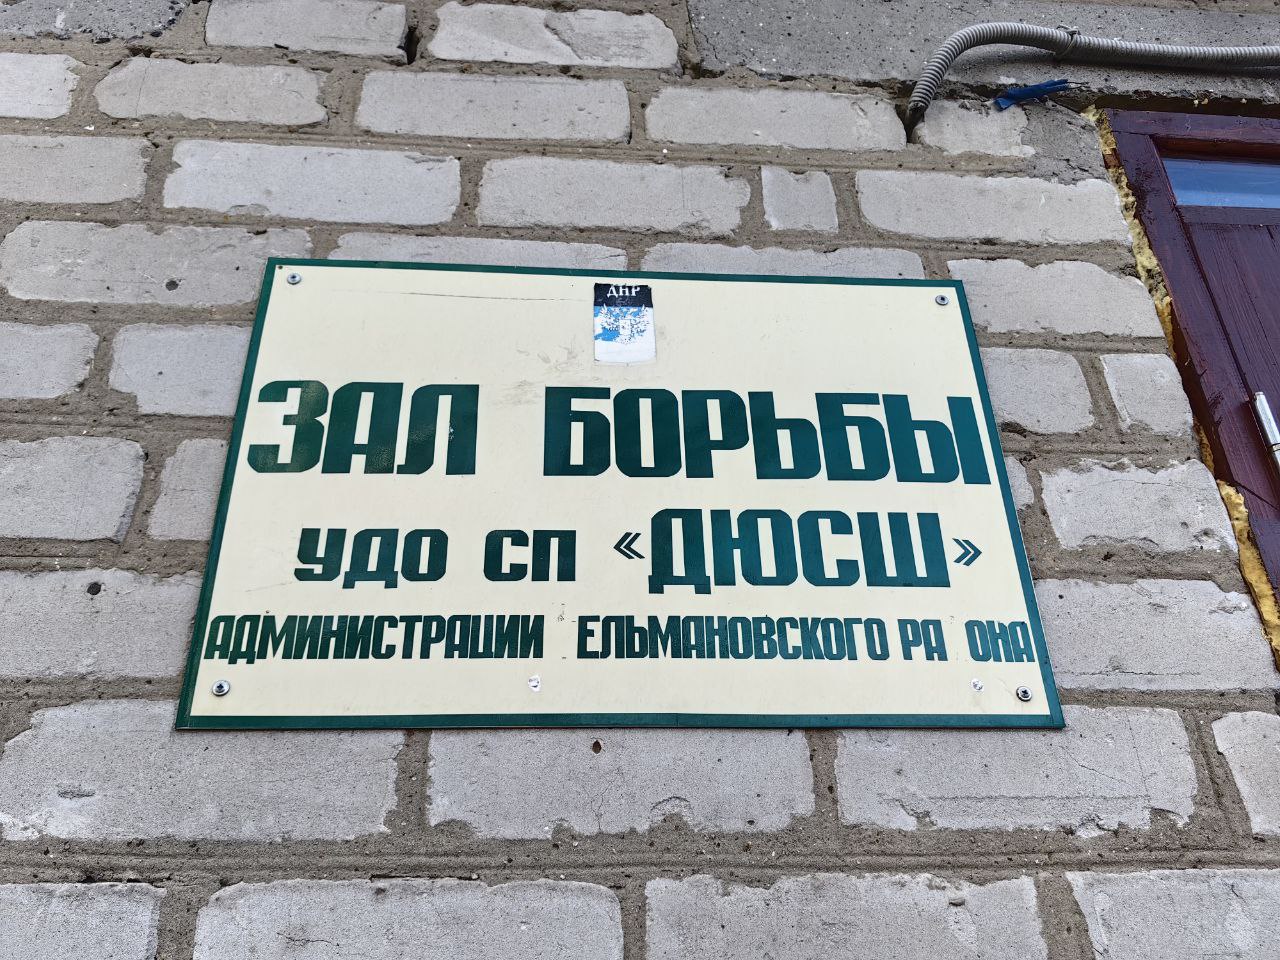 ДНР
ЗАЛ БОРЬБЫ
УДО СП «ДЮСШ»
АДМИНИСТРАЦИИ ЕЛЬМАНОВСКОГО РА ОНА